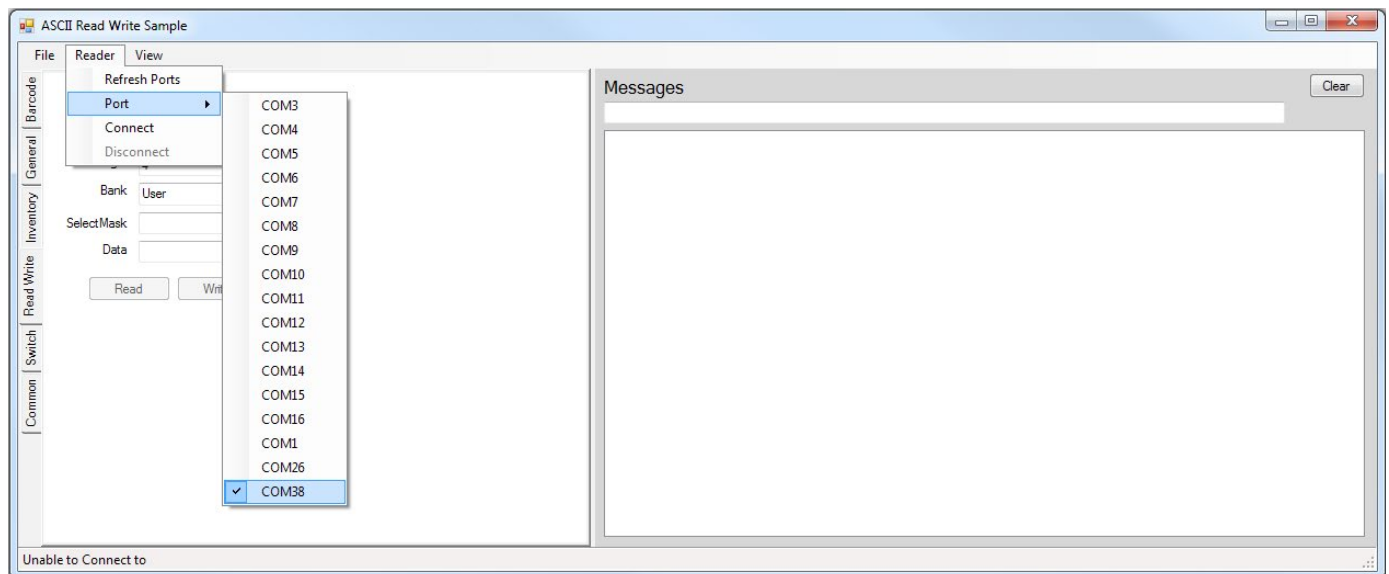 ASCII Read Write Sample
File Reader View
Refresh Ports
Port
Connect
Disconnect
COM3
COM4
COM5
COM6
COM7
COM8
COM9
COM10
COM11
COM12
COM13
COM14
COM15
COM16
COM1
COM26
COM38
Barcode
General
Inventory
Read Write
Switch
Common
Bank User
SelectMask
Data
Read
Messages
Clear
Unable to Connect to